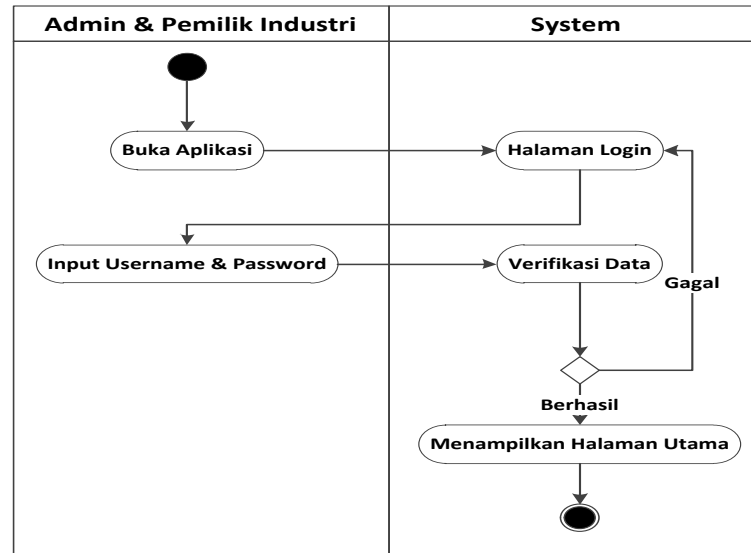 Admin & Pemilik Industri
System
Buka Aplikasi
Halaman Login
Input Username & Password
Verifikasi Data
Gagal
Berhasil
Menampilkan Halaman Utama